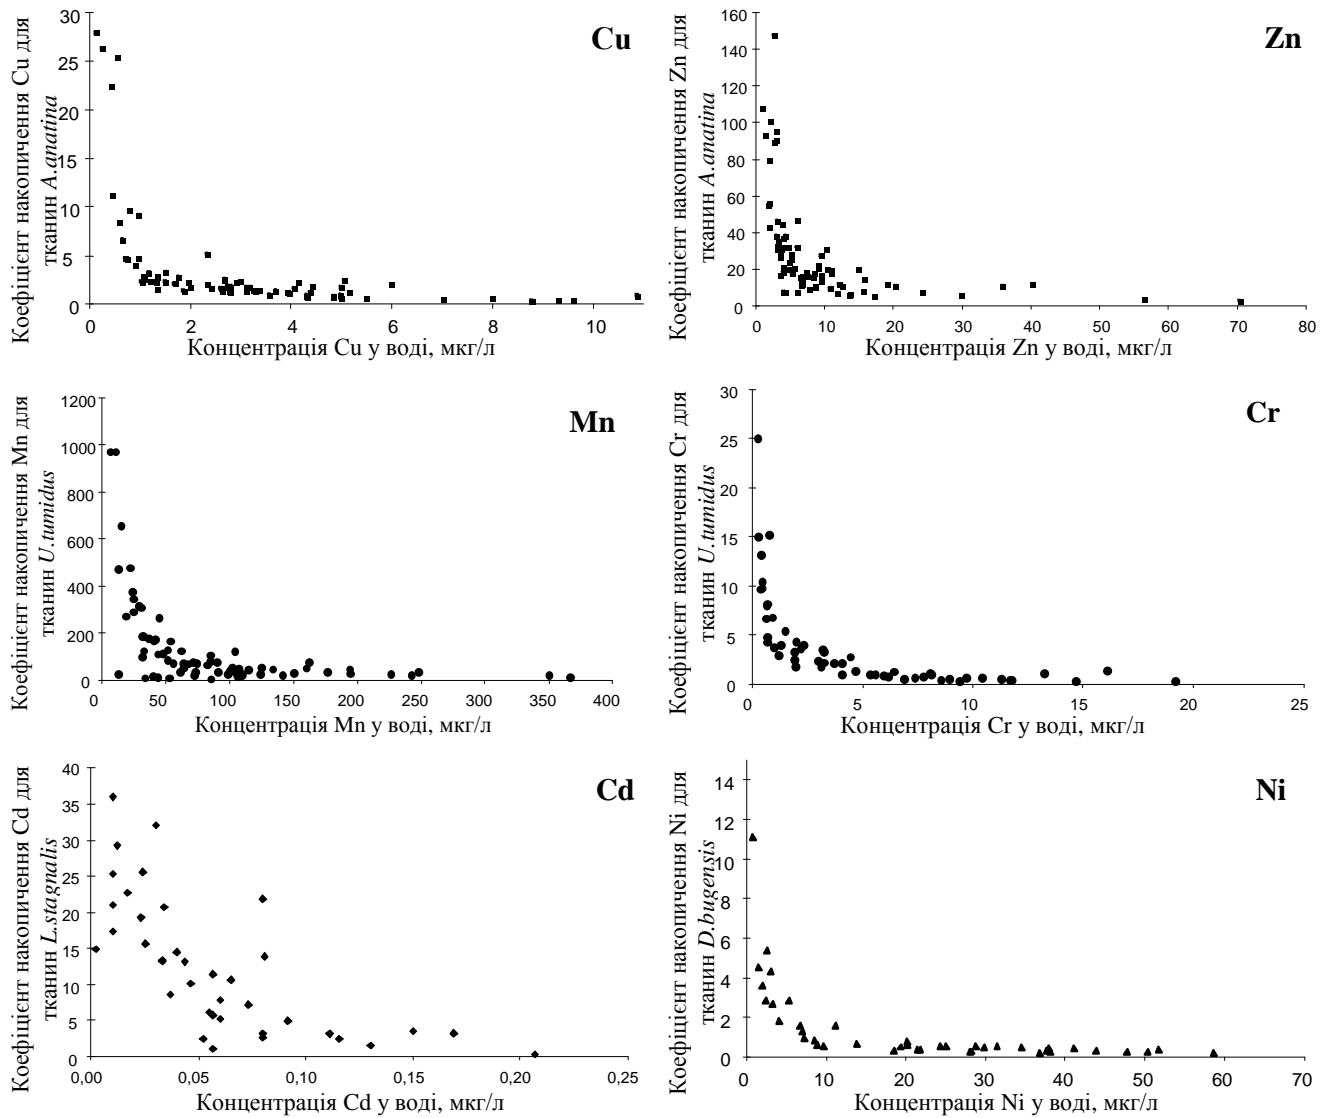 Коефіцієнт накопичення Cu для
тканин A.anatina
30
25
20
15
10
5
0
Cu
0 2 4 6 8 10
Концентрація Cu у воді, мкг/л
Коефіцієнт накопичення Zn для
тканин A.anatina
160
140
120
100
80
60
40
20
0
Zn
0 10 20 30 40 50 60 70 80
Концентрація Zn у воді, мкг/л
Коефіцієнт накопичення Mn для
тканин U.tumidus
1200
1000
800
600
400
200
0
Mn
0 50 100 150 200 250 300 350 400
Концентрація Mn у воді, мкг/л
Коефіцієнт накопичення Cr для
тканин U.tumidus
30
25
20
15
10
5
0
Cr
0 5 10 15 20 25
Концентрація Cr у воді, мкг/л
Коефіцієнт накопичення Cd для
тканин L.stagnalis
40
35
30
25
20
15
10
5
0
Cd
0,00 0,05 0,10 0,15 0,20 0,25
Концентрація Cd у воді, мкг/л
Коефіцієнт накопичення Ni для
тканин D.bugensis
14
12
10
8
6
4
2
0
Ni
0 10 20 30 40 50 60 70
Концентрація Ni у воді, мкг/л